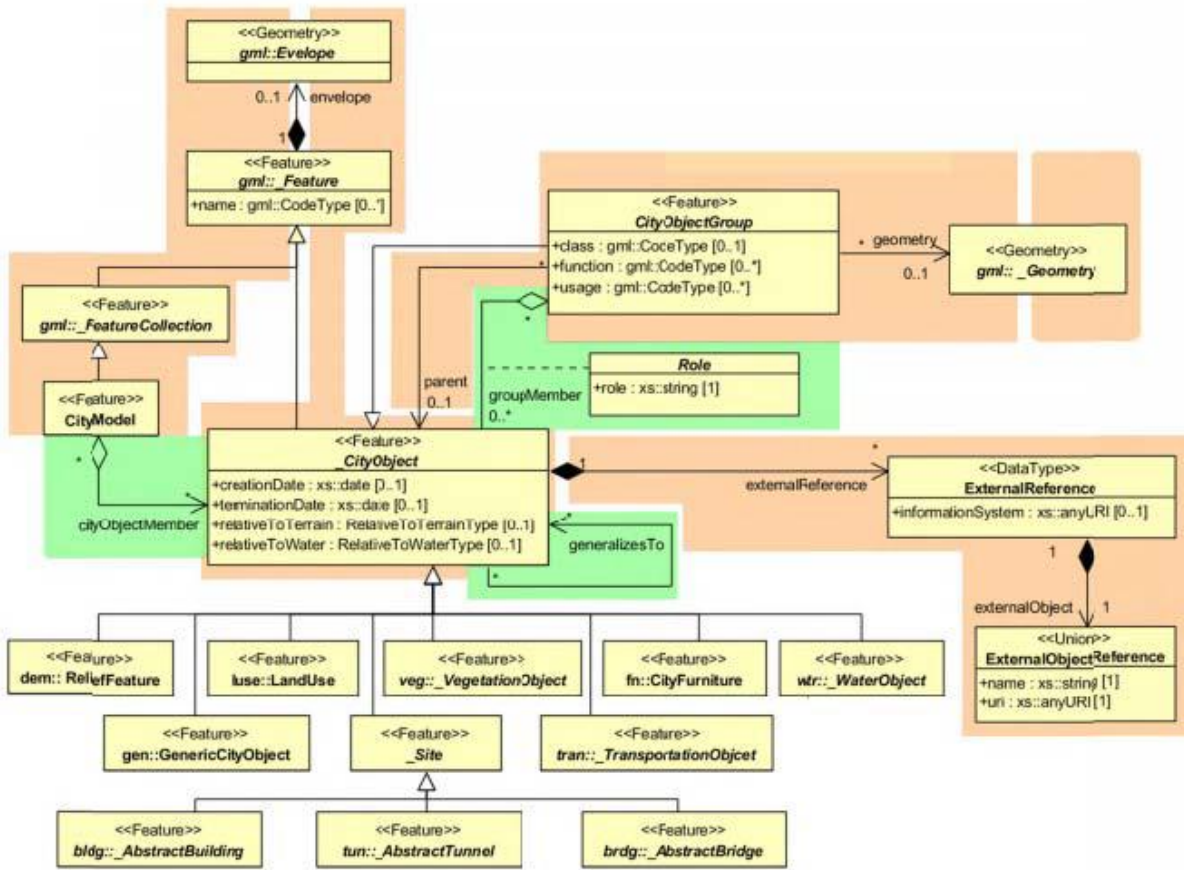 <<Geometry>>
gml::Evelope
0..1
envelope
1
<<Feature>>
gml::_Feature
+name : gml::CodeType [0..*]
<<Feature>>
CityObjectGroup
+class : gml::CoceType [0..1]
+function : gml::CodeType [0..*]
+usage : gml::CodeType [0..*]
* geometry
0..1
<<Geometry>>
gml::_Geometry
*
*
<<Feature>>
gml::_FeatureCollection
Role
+role : xs::string [1]
parent
0..1
groupMember
0..*
<<Feature>>
CityModel
*
*
cityObjectMember
<<Feature>>
_CityObject
+creationDate : xs::date [0..1]
+terminationDate : xs::date [0..1]
+relativeToTerrain : RelativeToTerrainType [0..1]
+relativeToWater : RelativeToWaterType [0..1]
1
*
externalReference
<<DataType>>
ExternalReference
+informationSystem : xs::anyURI [0..1]
*
generalizesTo
*
1
externalObject
1
<<Union>>
ExternalObjectReference
+name : xs::string [1]
+uri : xs::anyURI [1]
<<Feature>>
dem:: ReliefFeature
<<Feature>>
luse::LandUse
<<Feature>>
veg::_VegetationObject
<<Feature>>
fn::CityFurniture
<<Feature>>
wtr::_WaterObject
<<Feature>>
gen::GenericCityObject
<<Feature>>
_Site
<<Feature>>
tran::_TransportationObjcet
<<Feature>>
bldg::_AbstractBuilding
<<Feature>>
tun::_AbstractTunnel
<<Feature>>
brdg::_AbstractBridge